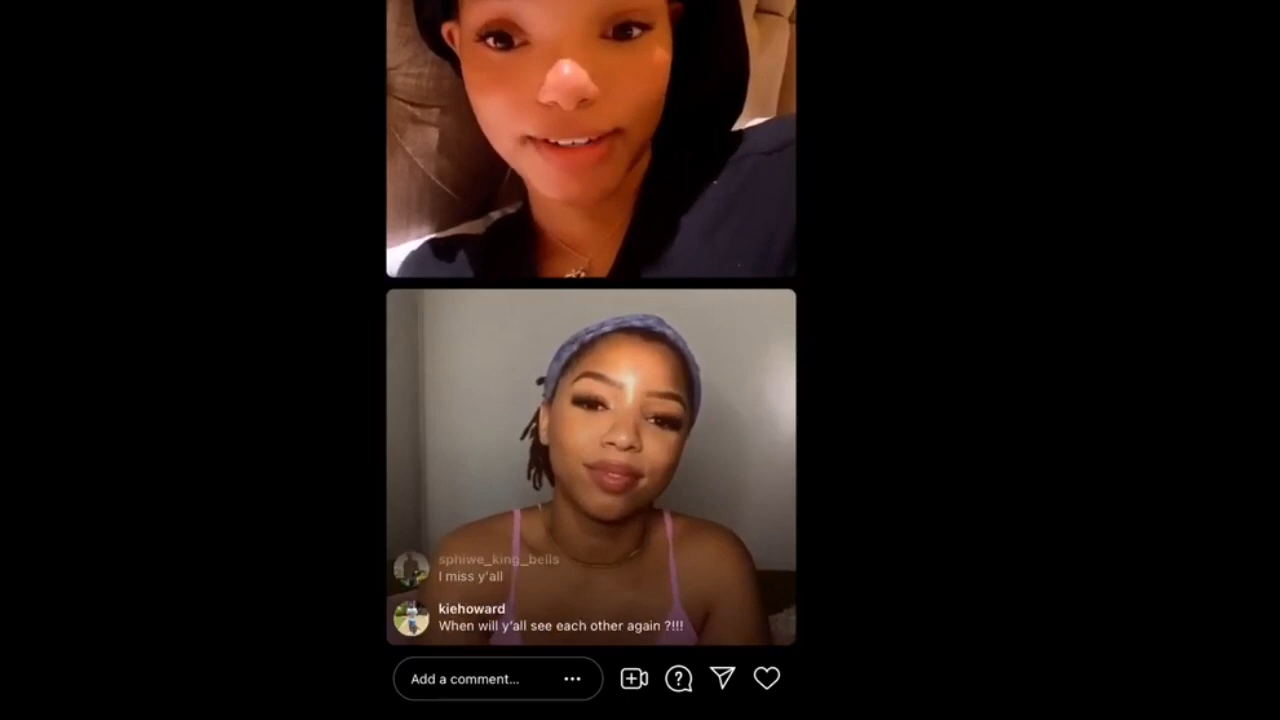 sphiwe_king_bells
I miss y'all
kiehoward
When will y'all see each other again ?!!!
Add a comment...